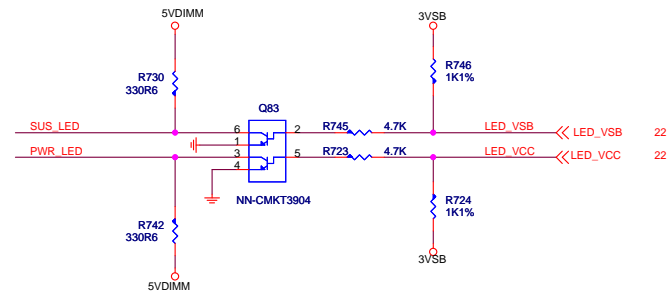 5VDIMM
3VSB
R730
330R6
R746
1K1%
Q83
SUS_LED
6
2
R745
4.7K
LED_VSB
LED_VSB
22
1
PWR_LED
3
5
R723
4.7K
LED_VCC
LED_VCC
22
4
NN-CMKT3904
R742
330R6
R724
1K1%
5VDIMM
3VSB